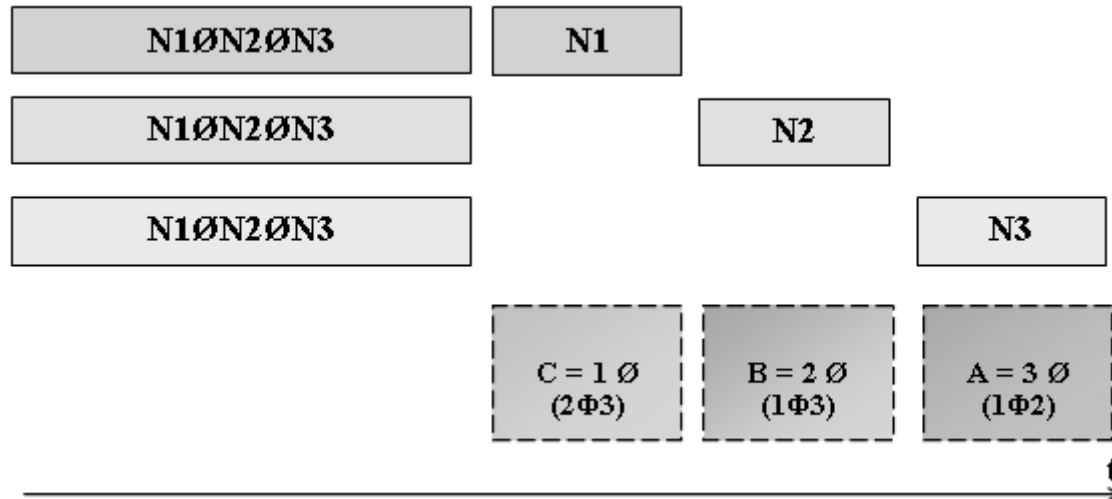 N1ØN2ØN3 N1
N1ØN2ØN3 N2
N1ØN2ØN3 N3
C = 1 Ø B = 2 Ø A = 3 Ø
(2Φ3) (1Φ3) (1Φ2)
t